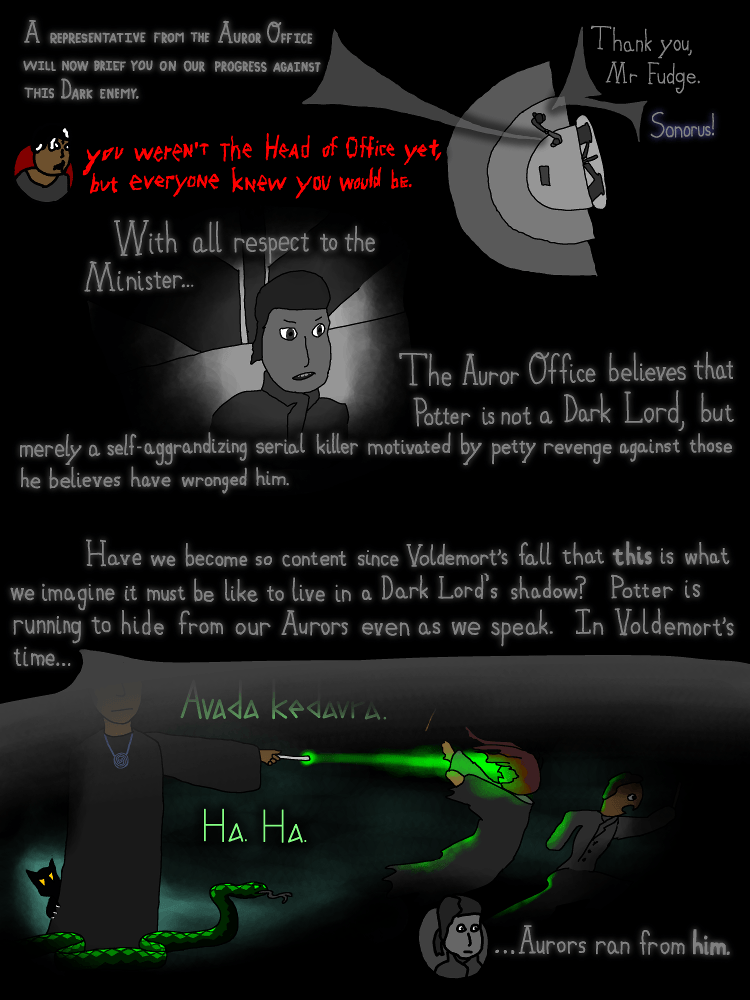 A representative from the Auror Office
will now brief you on our progress against
this Dark enemy.
Thank you,
Mr Fudge.
Sonorus!
you weren't the Head of Office yet,
but everyone knew you would be.
With all respect to the
Minister...
The Auror Office believes that
Potter is not a Dark Lord, but
merely a self-aggrandizing serial killer motivated by petty revenge against those
he believes have wronged him.
Have we become so content since Voldemort's fall that this is what
we imagine it must be like to live in a Dark Lord's shadow? Potter is
running to hide from our Aurors even as we speak. In Voldemort's
time...
Avada kedavra.
Ha. Ha.
...Aurors ran from him.